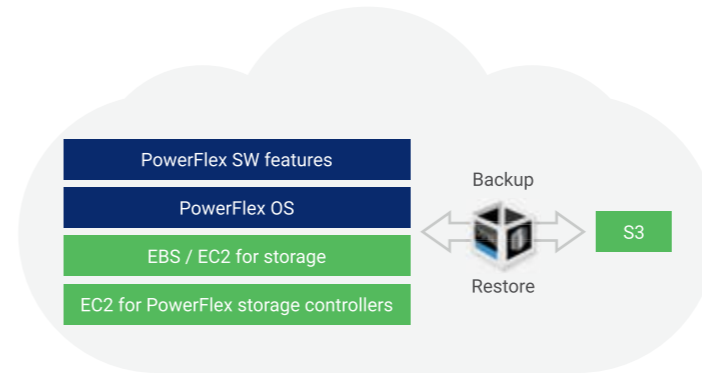 PowerFlex SW features
PowerFlex OS
EBS / EC2 for storage
EC2 for PowerFlex storage controllers
Backup
Restore
S3